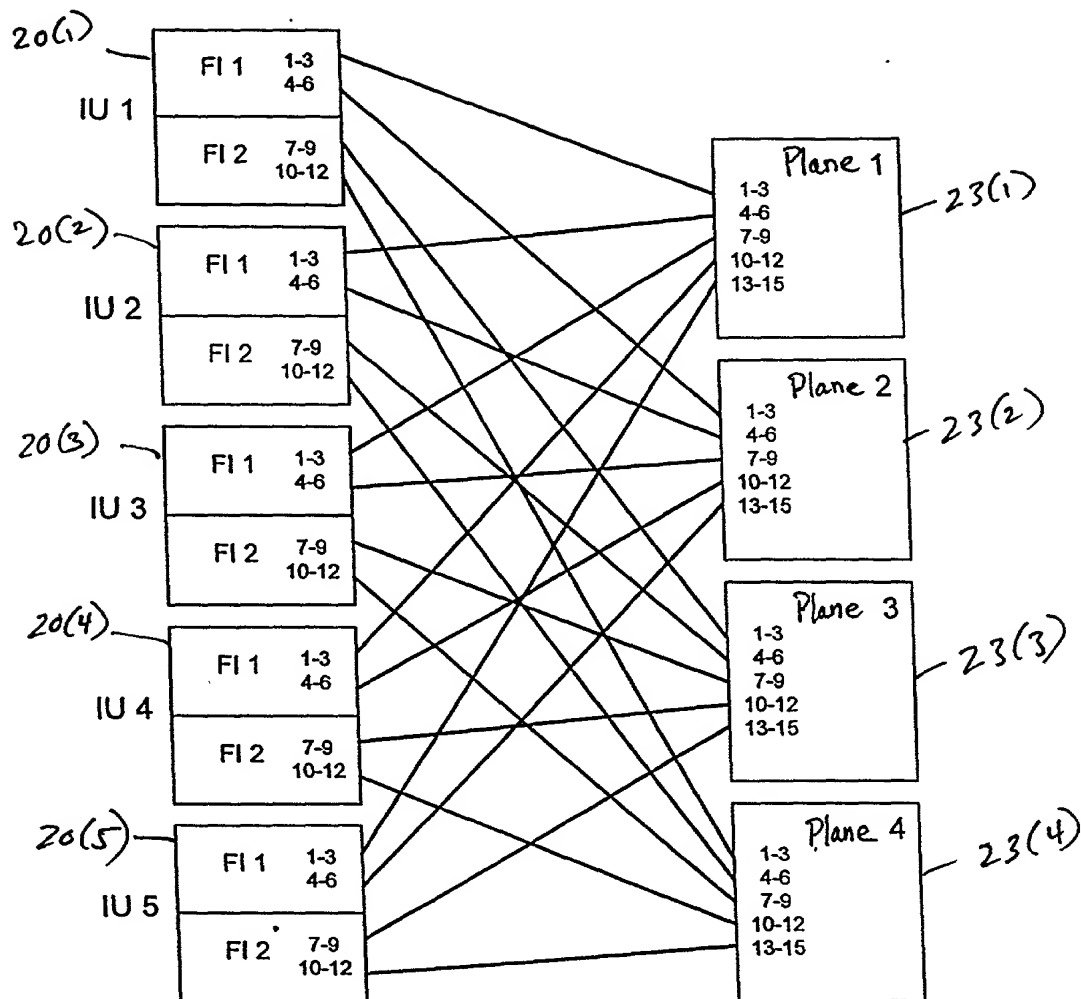 20(1)
IU 1
FI 1 1-3
4-6
FI 2 7-9
10-12
20(2)
IU 2
FI 1 1-3
4-6
FI 2 7-9
10-12
20(3)
IU 3
FI 1 1-3
4-6
FI 2 7-9
10-12
20(4)
IU 4
FI 1 1-3
4-6
FI 2 7-9
10-12
20(5)
IU 5
FI 1 1-3
4-6
FI 2 7-9
10-12
Plane 1
1-3
4-6
7-9
10-12
13-15
23(1)
Plane 2
1-3
4-6
7-9
10-12
13-15
23(2)
Plane 3
1-3
4-6
7-9
10-12
13-15
23(3)
Plane 4
1-3
4-6
7-9
10-12
13-15
23(4)